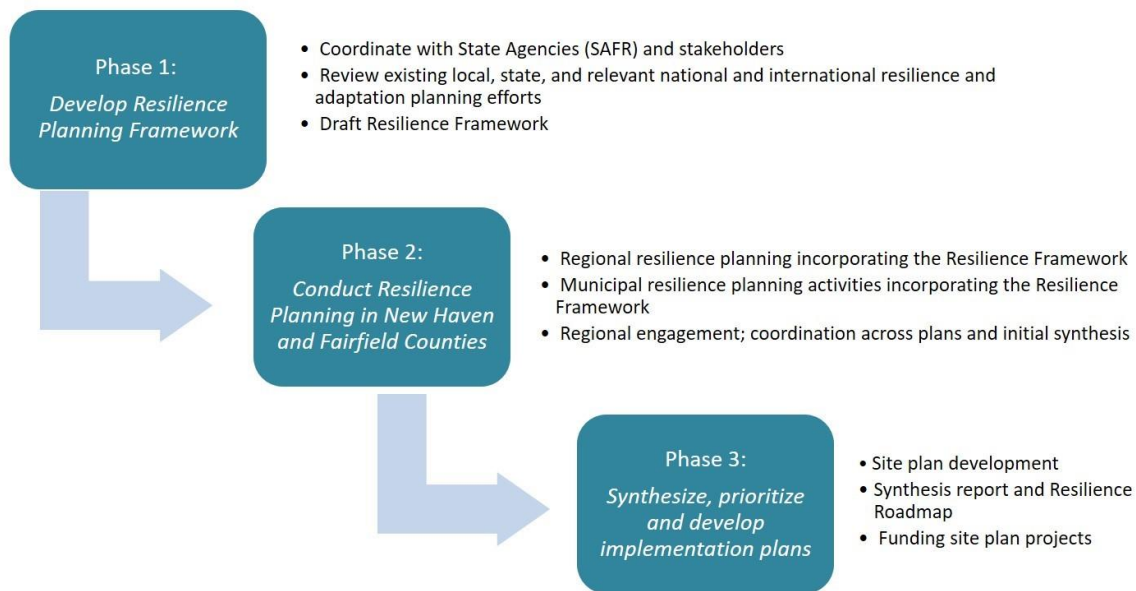 Phase 1:
Develop Resilience
Planning Framework
• Coordinate with State Agencies (SAFR) and stakeholders
• Review existing local, state, and relevant national and international resilience and
adaptation planning efforts
• Draft Resilience Framework
Phase 2:
Conduct Resilience
Planning in New Haven
and Fairfield Counties
• Regional resilience planning incorporating the Resilience Framework
• Municipal resilience planning activities incorporating the Resilience
Framework
• Regional engagement; coordination across plans and initial synthesis
Phase 3:
Synthesize, prioritize
and develop
implementation plans
• Site plan development
• Synthesis report and Resilience
Roadmap
• Funding site plan projects